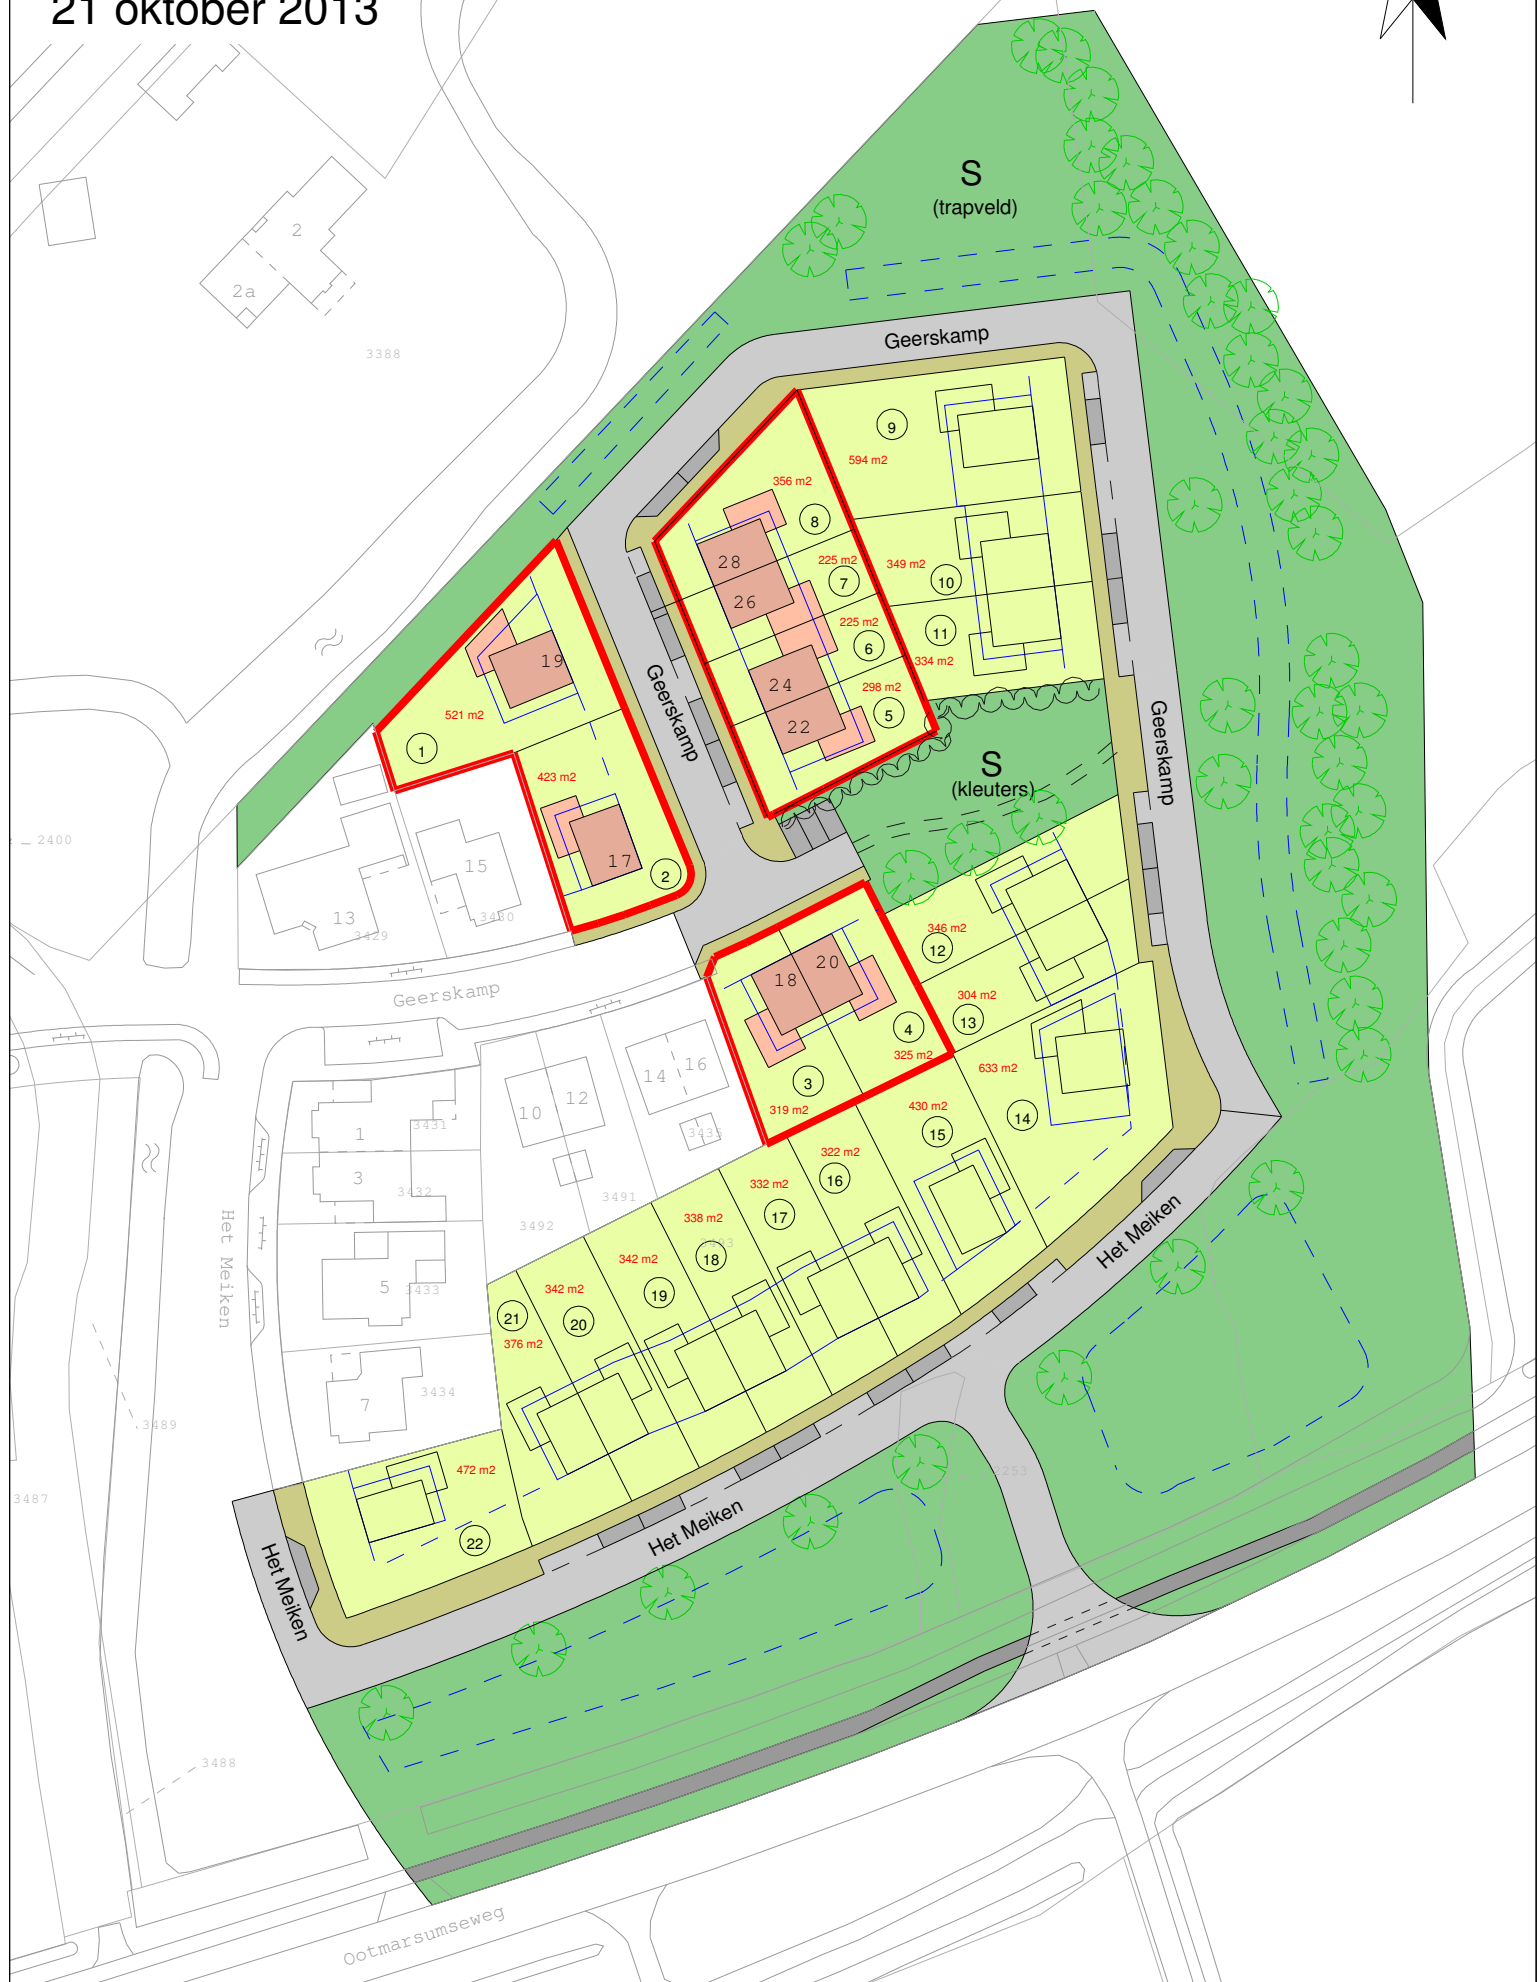 21 oktober 2013
S
(trapveld)
2
2a
3388
Geerskamp
9
594 m2
356 m2
8
28
225 m2
7
349 m2
10
26
225 m2
6
11
334 m2
19
24
298 m2
5
521 m2
1
22
Geerskamp
Geerskamp
S
(kleuters)
423 m2
17
2
2400
15
13
3430
3429
346 m2
12
20
18
304 m2
13
4
325 m2
Geerskamp
633 m2
14
16
14
12
10
3
319 m2
430 m2
15
14
3431
1
3435
322 m2
16
3
3432
3491
332 m2
17
338 m2
3493
18
3492
Het Meiken
Het Meiken
342 m2
19
342 m2
20
21
376 m2
5
3433
7
3434
3489
472 m2
22
3487
2253
Het Meiken
Het Meiken
3488
Ootmarsumseweg